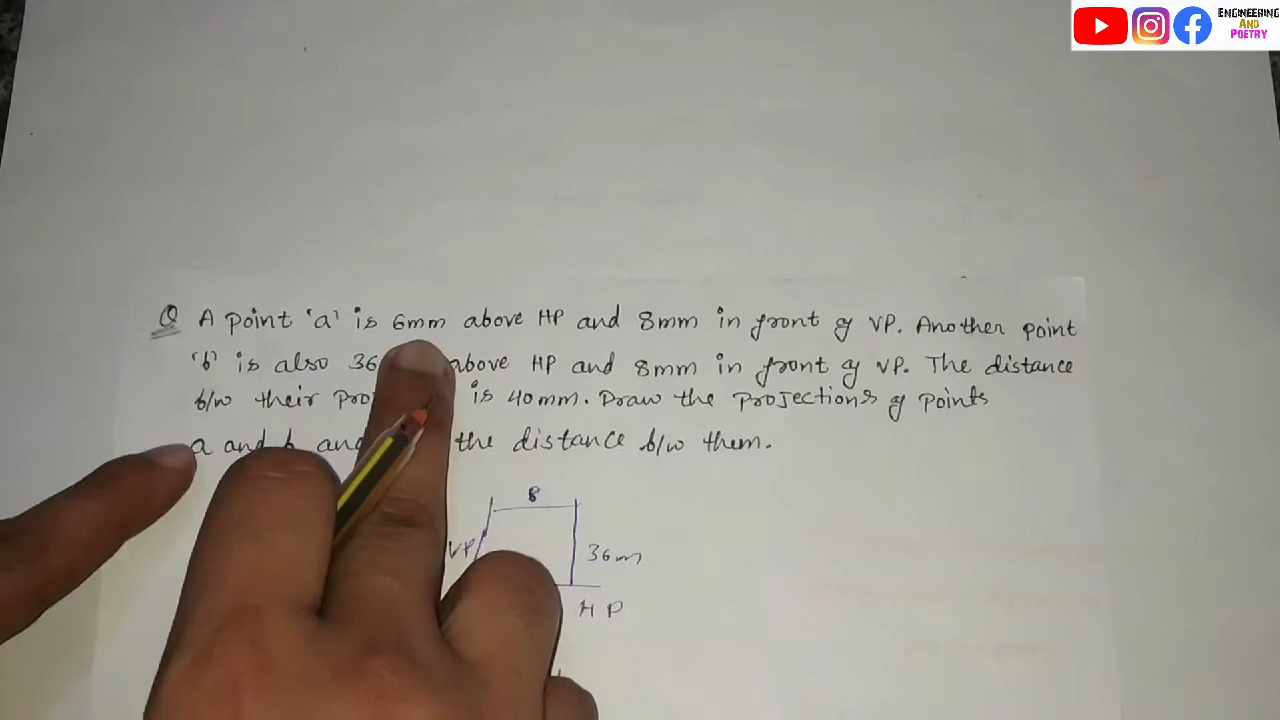 ENGINEERING
AND
POETRY
Q A point 'a' is 6mm above HP and 8mm in front of VP. Another point
'b' is also 36 above HP and 8mm in front of VP. The distance
b/w their is 40mm. Draw the projections of points
a and b and the distance b/w them.
8
VP
36m
HP